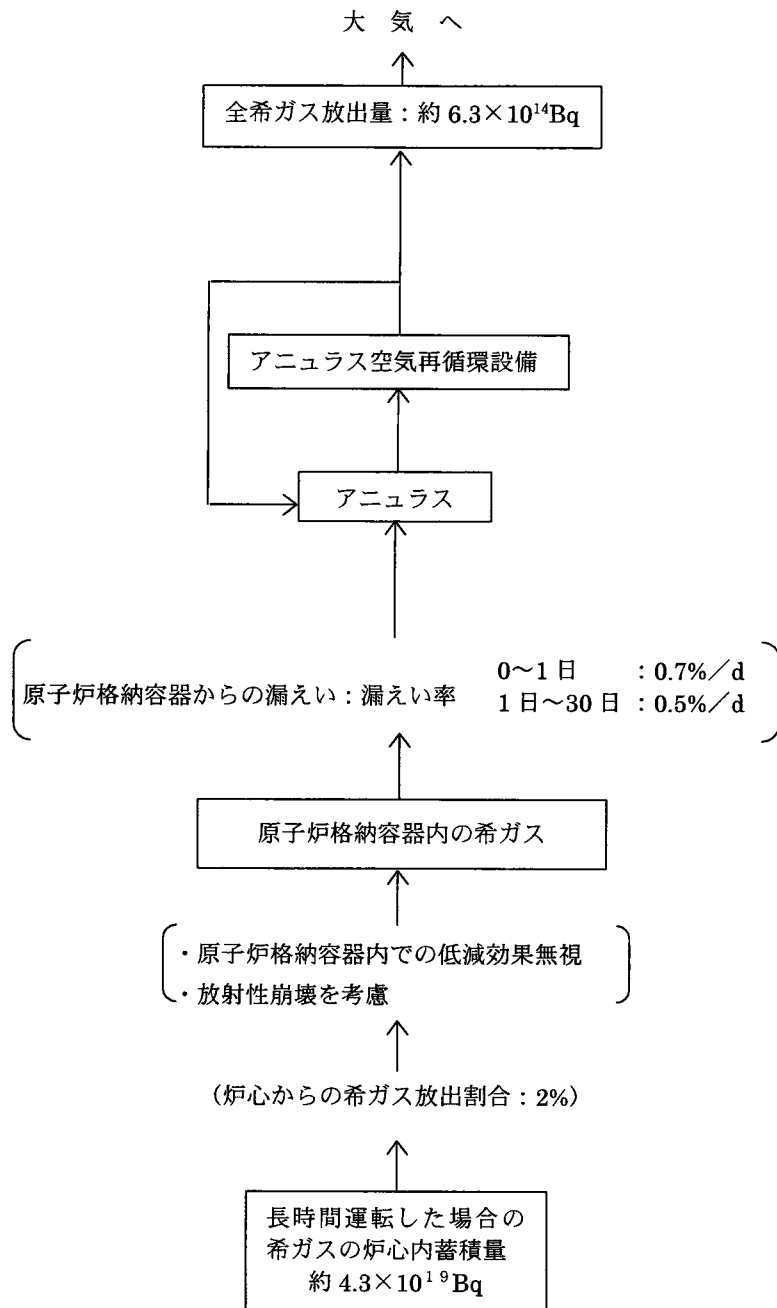 大 気 へ
全希ガス放出量：約 6.3×10¹⁴Bq
アニュラス空気再循環設備
アニュラス
原子炉格納容器からの漏えい：漏えい率
0～1 日 ：0.7%／d
1 日～30 日 ：0.5%／d
原子炉格納容器内の希ガス
・原子炉格納容器内での低減効果無視
・放射性崩壊を考慮
（炉心からの希ガス放出割合：2%）
長時間運転した場合の
希ガスの炉心内蓄積量
約 4.3×10¹⁹Bq